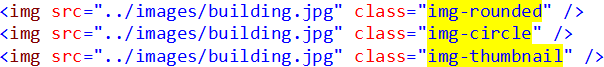 <img src="../images/building.jpg" class="img-rounded" />
<img src="../images/building.jpg" class="img-circle" />
<img src="../images/building.jpg" class="img-thumbnail" />